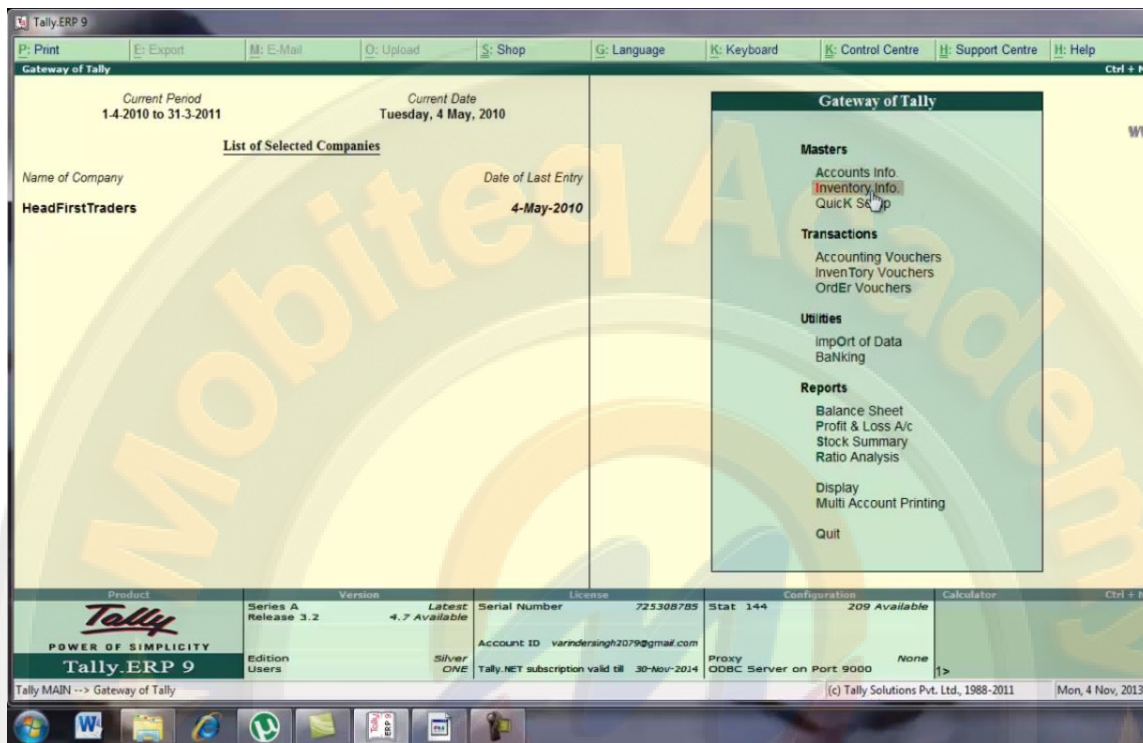 Tally.ERP 9
P: Print E: Export M: E-Mail O: Upload S: Shop G: Language K: Keyboard K: Control Centre H: Support Centre H: Help
Gateway of Tally Ctrl +
Current Period Current Date
1-4-2010 to 31-3-2011 Tuesday, 4 May, 2010
List of Selected Companies
Name of Company Date of Last Entry
HeadFirstTraders 4-May-2010
Gateway of Tally
Masters
Accounts Info.
Inventory Info.
QuicK
Transactions
Accounting Vouchers
InvenTory Vouchers
OrdEr Vouchers
Utilities
impOrt of Data
BaNking
Reports
Balance Sheet
Profit & Loss A/c
Stock Summary
Ratio Analysis
Display
Multi Account Printing
Quit
Mobiteq Academy
Product Version License Configuration Calculator Ctrl +
Tally
POWER OF SIMPLICITY
Tally.ERP 9
Series A Latest
Release 3.2 4.7 Available
Edition Silver
Users ONE
Serial Number 725308785
Account ID varindersingh2079@gmail.com
Tally.NET subscription valid till 30-Nov-2014
Stat 144 209 Available
Proxy None
ODBC Server on Port 9000
1>
Tally MAIN --> Gateway of Tally (c) Tally Solutions Pvt. Ltd., 1988-2011 Mon, 4 Nov, 2013